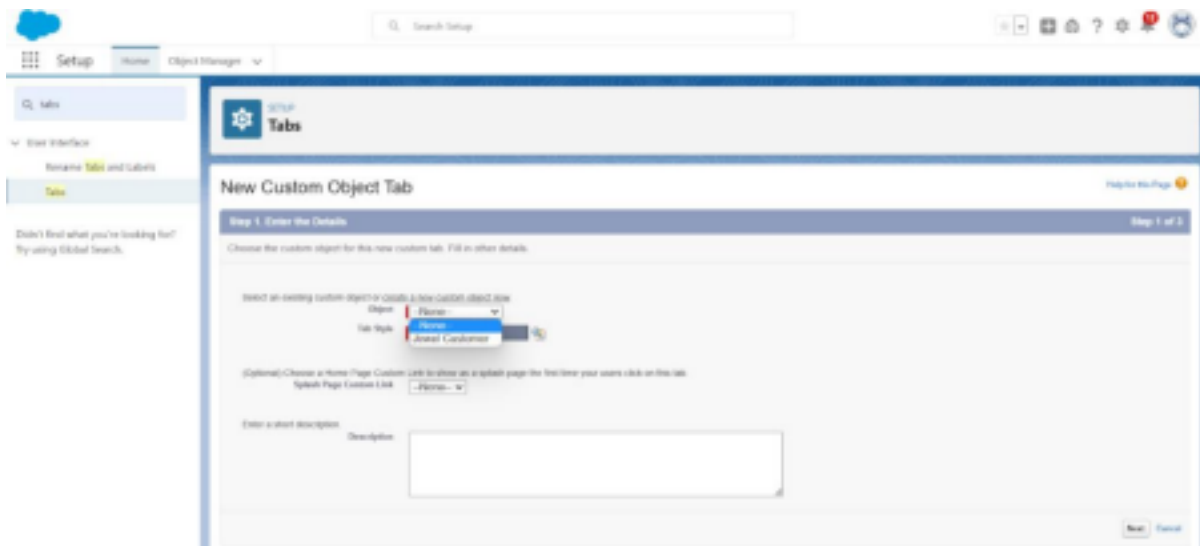 Search Setup
Setup
Home
Object Manager
tabs
User Interface
Rename Tabs and Labels
Tabs
Didn't find what you're looking for?
Try using Global Search.
SETUP
Tabs
New Custom Object Tab
Help for this Page
Step 1. Enter the Details
Step 1 of 3
Choose the custom object for this new custom tab. Fill in other details.
Select an existing custom object or create a new custom object now.
Object
--None--
--None--
Jewel Customer
Tab Style
(Optional) Choose a Home Page Custom Link to show as a splash page the first time your users click on this tab.
Splash Page Custom Link
--None--
Enter a short description.
Description
Next
Cancel